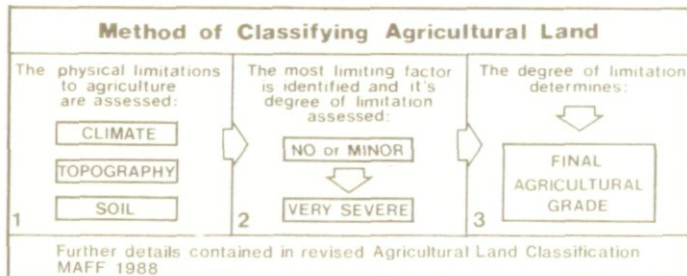 Method of Classifying Agricultural Land
The physical limitations
to agriculture
are assessed:
CLIMATE
TOPOGRAPHY
SOIL
1
The most limiting factor
is identified and it's
degree of limitation
assessed:
NO or MINOR
VERY SEVERE
2
The degree of limitation
determines:
FINAL
AGRICULTURAL
GRADE
3
Further details contained in revised Agricultural Land Classification
MAFF 1988